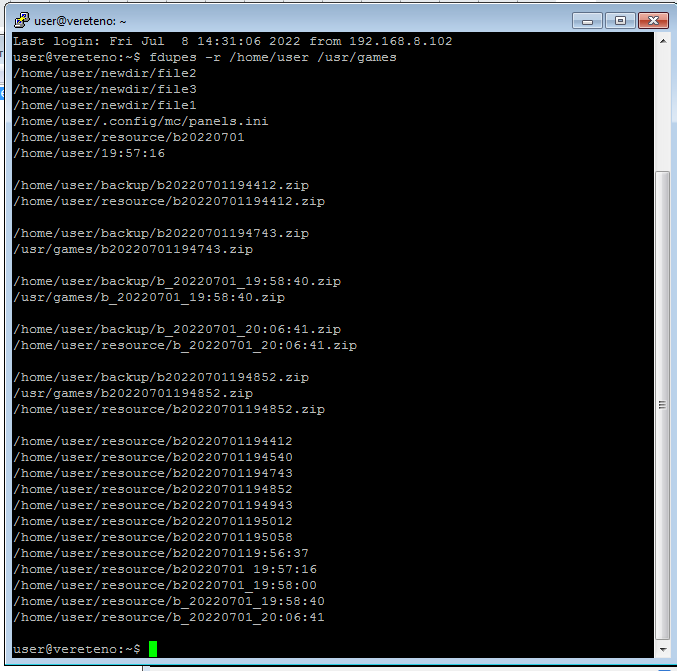 user@vereteno: ~
Last login: Fri Jul  8 14:31:06 2022 from 192.168.8.102
user@vereteno:~$ fdupes -r /home/user /usr/games
/home/user/newdir/file2
/home/user/newdir/file3
/home/user/newdir/file1
/home/user/.config/mc/panels.ini
/home/user/resource/b20220701
/home/user/19:57:16

/home/user/backup/b20220701194412.zip
/home/user/resource/b20220701194412.zip

/home/user/backup/b20220701194743.zip
/usr/games/b20220701194743.zip

/home/user/backup/b_20220701_19:58:40.zip
/usr/games/b_20220701_19:58:40.zip

/home/user/backup/b_20220701_20:06:41.zip
/home/user/resource/b_20220701_20:06:41.zip

/home/user/backup/b20220701194852.zip
/usr/games/b20220701194852.zip
/home/user/resource/b20220701194852.zip

/home/user/resource/b20220701194412
/home/user/resource/b20220701194540
/home/user/resource/b20220701194743
/home/user/resource/b20220701194852
/home/user/resource/b20220701194943
/home/user/resource/b20220701195012
/home/user/resource/b20220701195058
/home/user/resource/b2022070119:56:37
/home/user/resource/b20220701 19:57:16
/home/user/resource/b_20220701_19:58:00
/home/user/resource/b_20220701_19:58:40
/home/user/resource/b_20220701_20:06:41

user@vereteno:~$